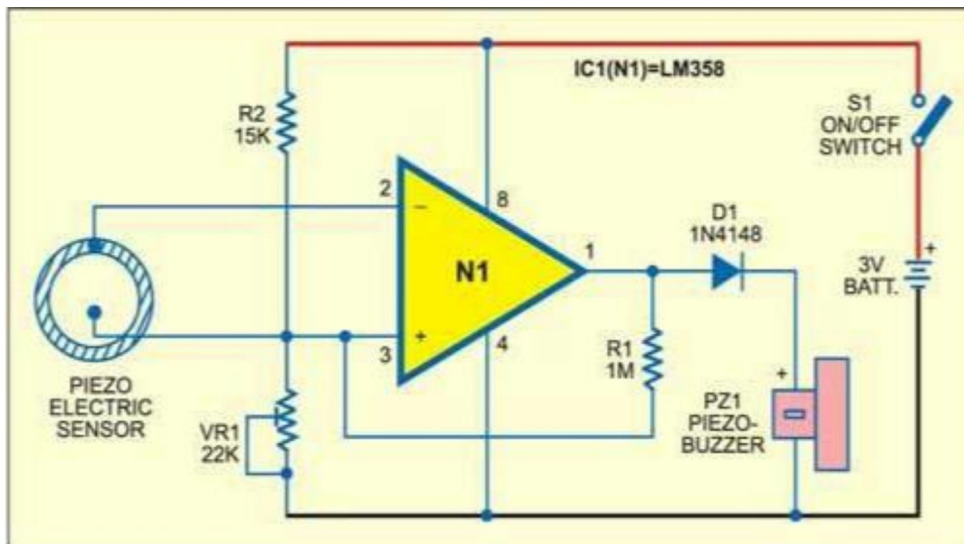 IC1(N1)=LM358
R2
15K
S1
ON/OFF
SWITCH
2
8
−
D1
1N4148
1
N1
+
3V
BATT.
+
3
4
R1
1M
PIEZO
ELECTRIC
SENSOR
VR1
22K
+
PZ1
PIEZO-
BUZZER